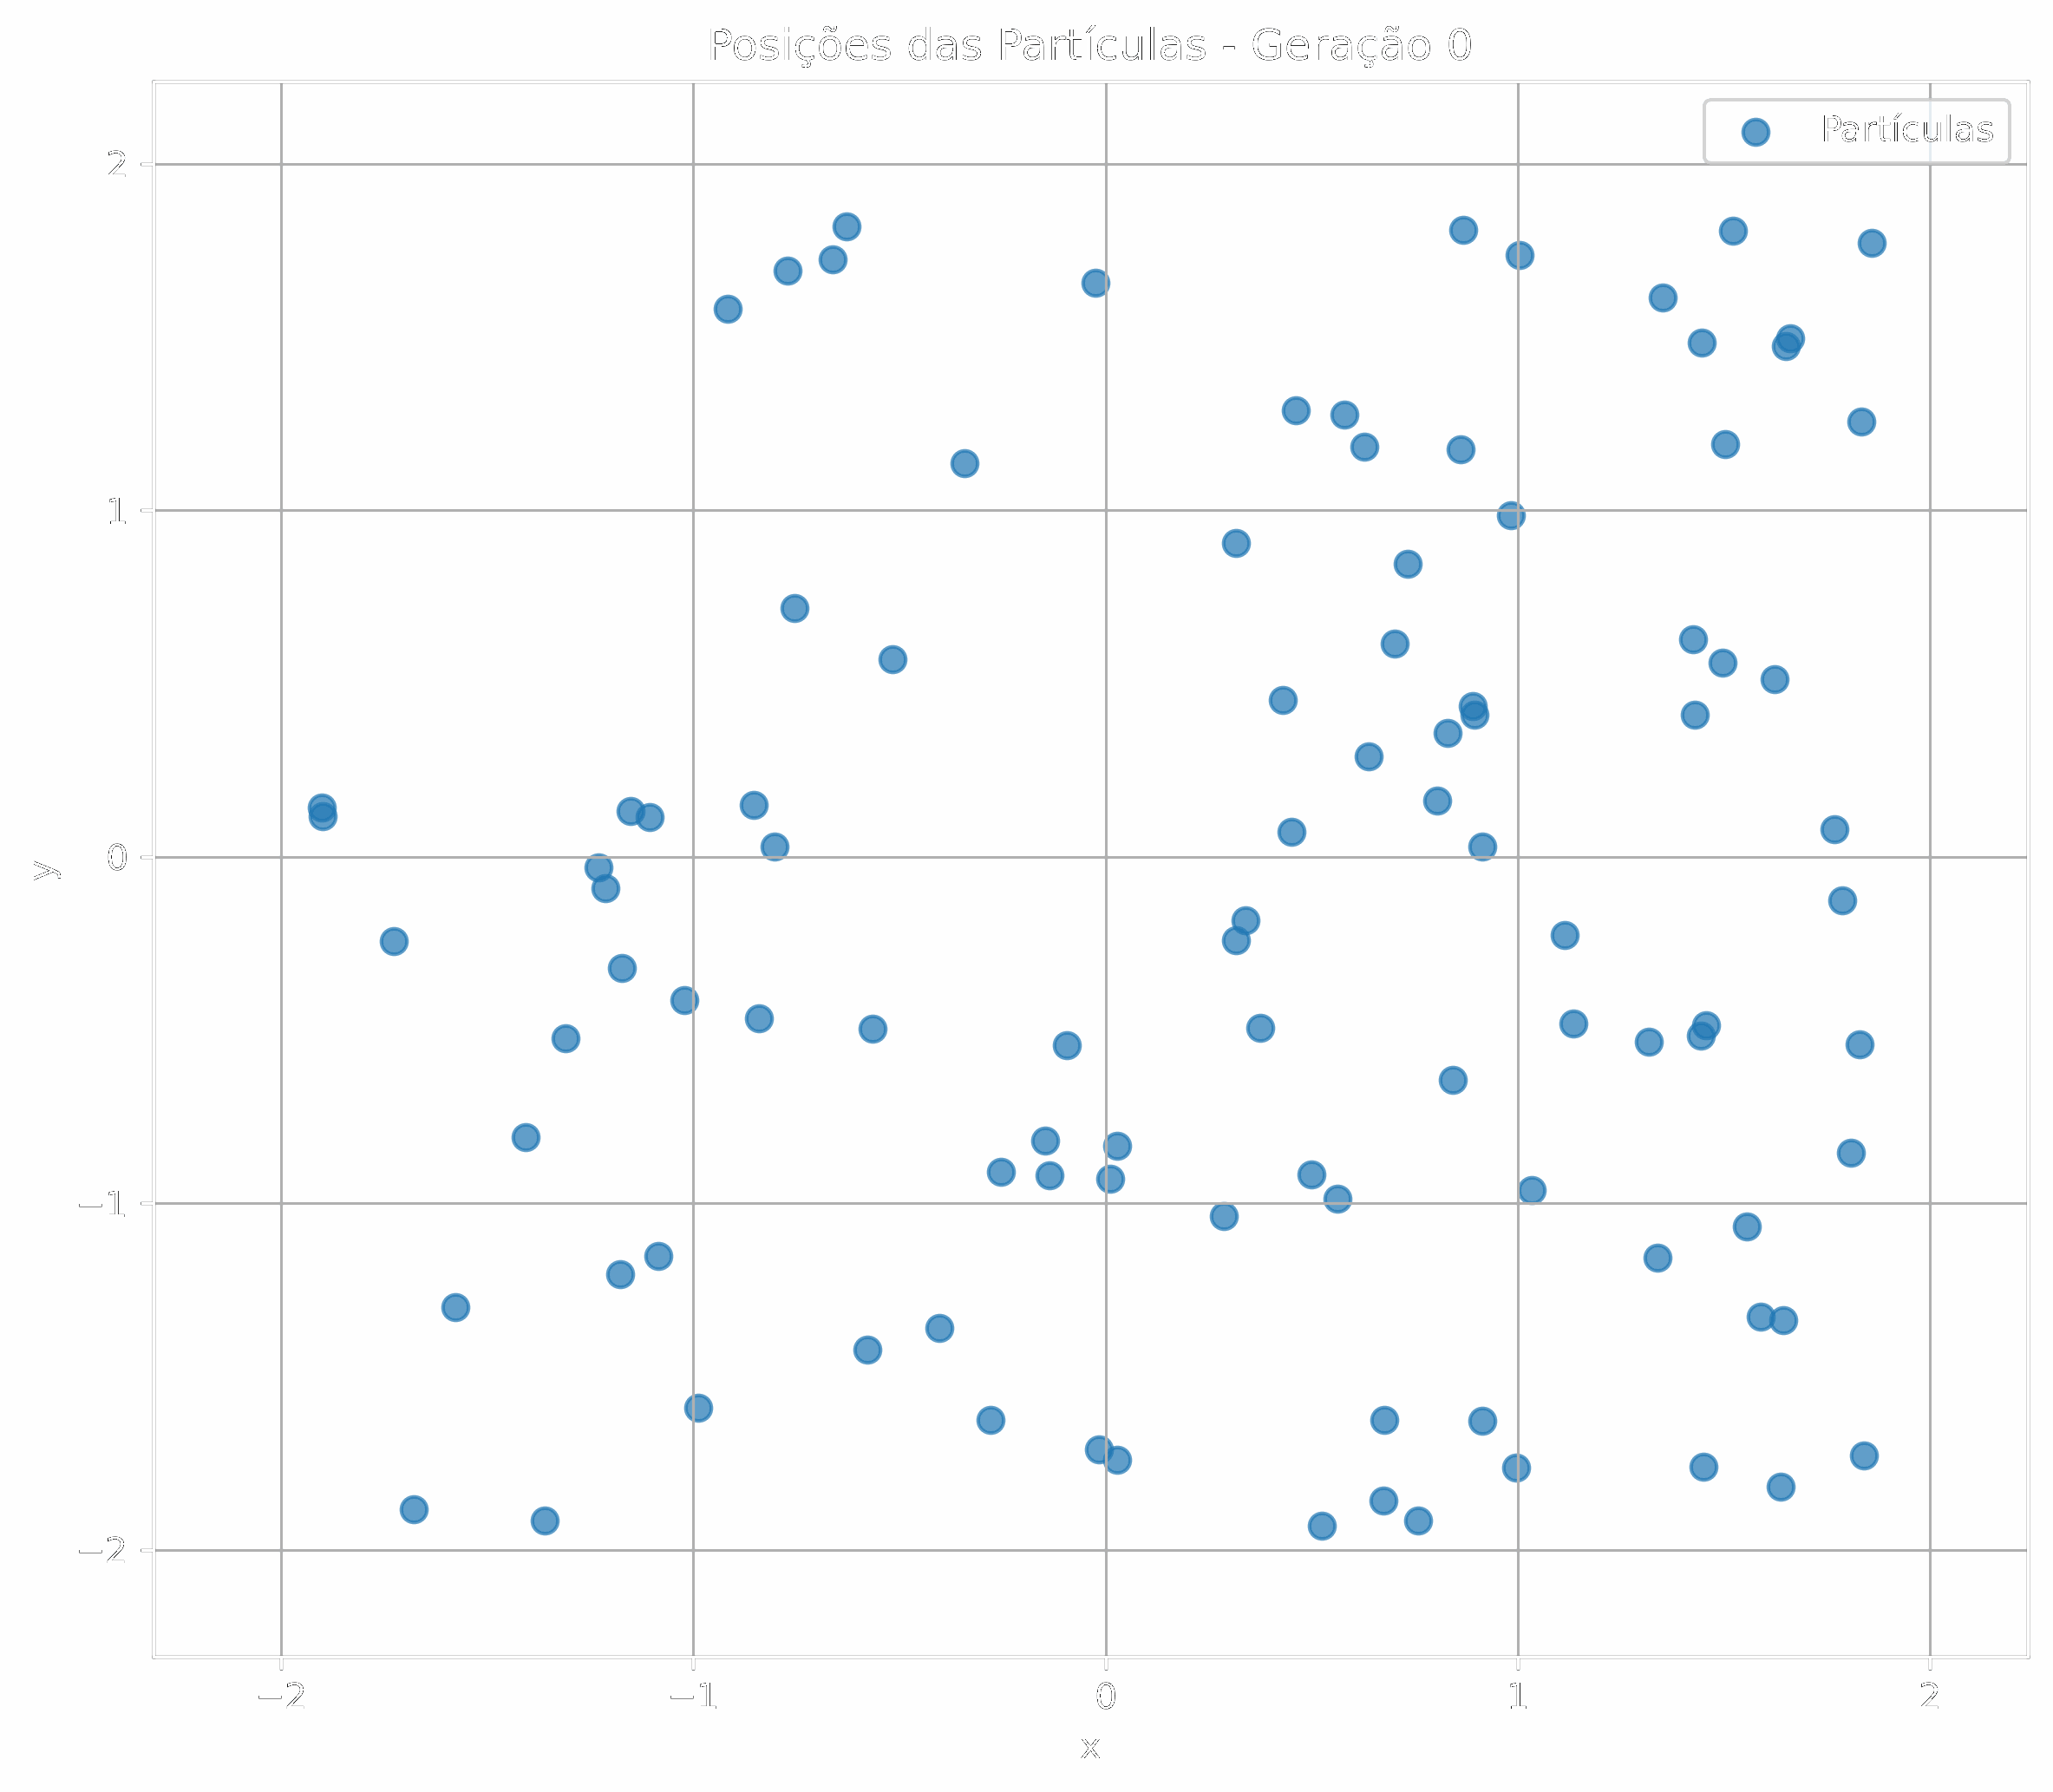 Posições das Partículas - Geração 0
Partículas
2
1
0
−1
−2
y
−2 −1 0 1 2
x